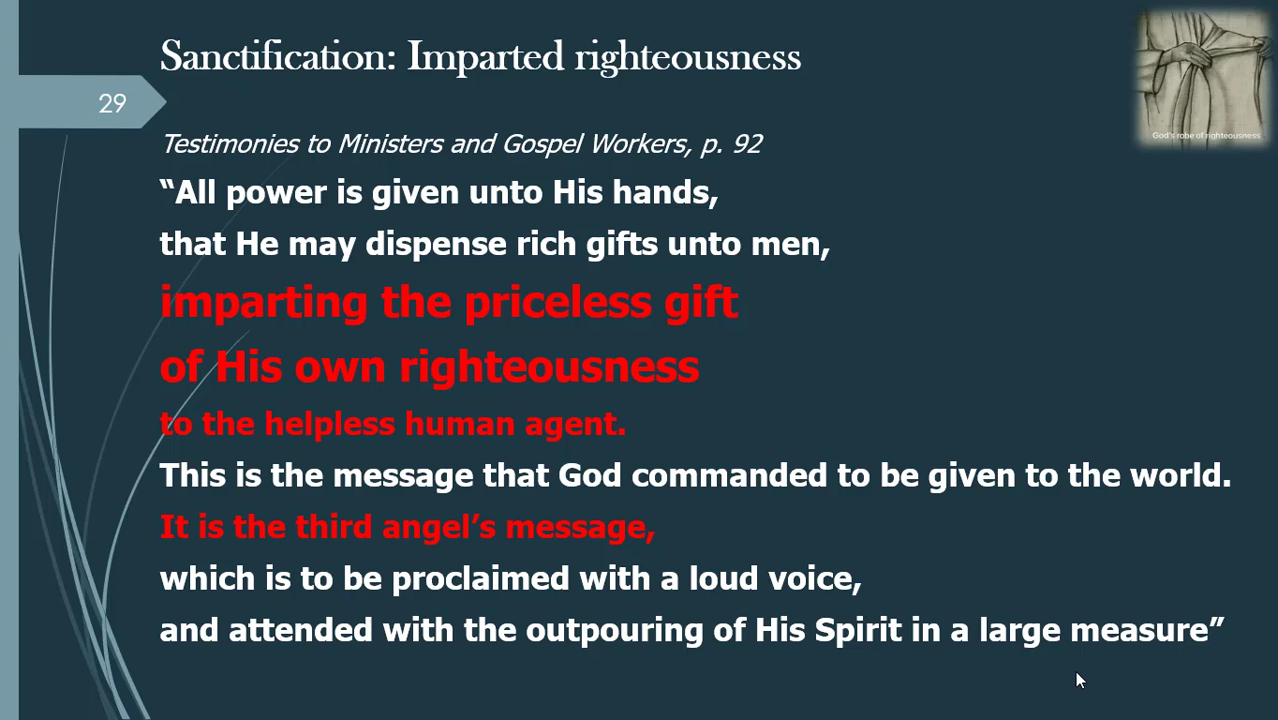 Sanctification: Imparted righteousness
29
God's robe of righteousness
Testimonies to Ministers and Gospel Workers, p. 92
“All power is given unto His hands,
that He may dispense rich gifts unto men,
imparting the priceless gift
of His own righteousness
to the helpless human agent.
This is the message that God commanded to be given to the world.
It is the third angel’s message,
which is to be proclaimed with a loud voice,
and attended with the outpouring of His Spirit in a large measure”